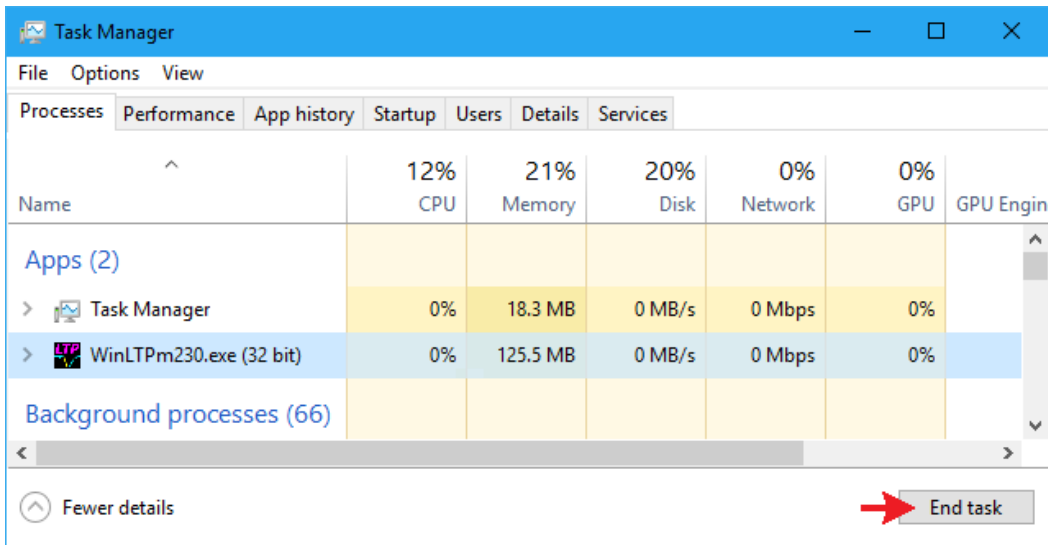 Task Manager
File Options View
Processes Performance App history Startup Users Details Services
12% 21% 20% 0% 0%
Name CPU Memory Disk Network GPU GPU Engin
Apps (2)
Task Manager 0% 18.3 MB 0 MB/s 0 Mbps 0%
LTP WinLTPm230.exe (32 bit) 0% 125.5 MB 0 MB/s 0 Mbps 0%
Background processes (66)
Fewer details End task